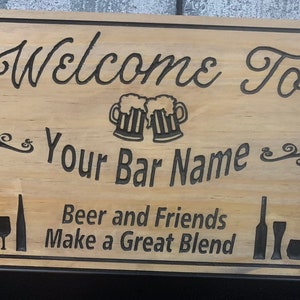 Welcome To
Your Bar Name
Beer and Friends
Make a Great Blend